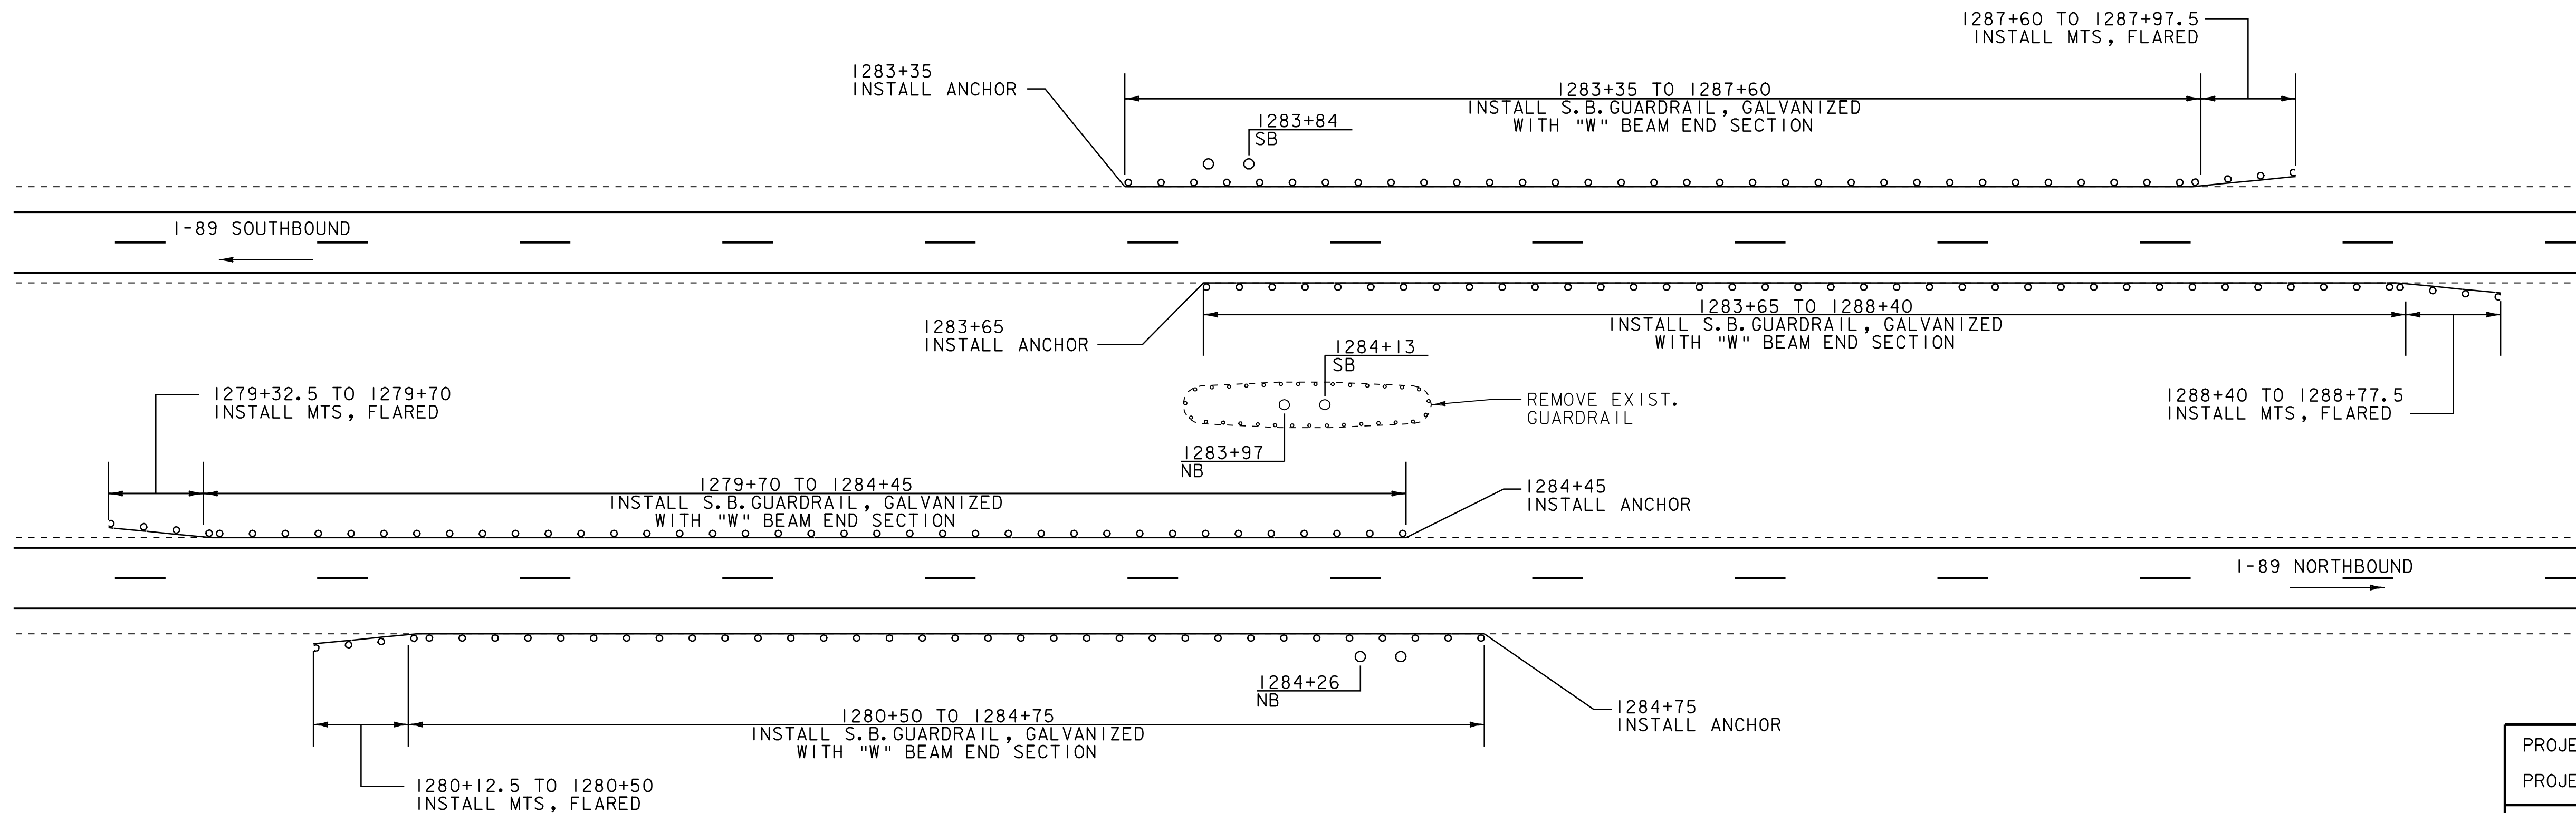 1287+60 TO 1287+97.5
INSTALL MTS, FLARED
1283+35
INSTALL ANCHOR
1283+35 TO 1287+60
INSTALL S.B. GUARDRAIL, GALVANIZED
WITH "W" BEAM END SECTION
1283+84
SB
I-89 SOUTHBOUND
1283+65 TO 1288+40
INSTALL S.B. GUARDRAIL, GALVANIZED
WITH "W" BEAM END SECTION
1283+65
INSTALL ANCHOR
1284+13
SB
1279+32.5 TO 1279+70
INSTALL MTS, FLARED
REMOVE EXIST.
GUARDRAIL
1288+40 TO 1288+77.5
INSTALL MTS, FLARED
1283+97
NB
1279+70 TO 1284+45
INSTALL S.B. GUARDRAIL, GALVANIZED
WITH "W" BEAM END SECTION
1284+45
INSTALL ANCHOR
I-89 NORTHBOUND
1284+26
NB
1284+75
INSTALL ANCHOR
1280+50 TO 1284+75
INSTALL S.B. GUARDRAIL, GALVANIZED
WITH "W" BEAM END SECTION
1280+12.5 TO 1280+50
INSTALL MTS, FLARED
PROJE
PROJE